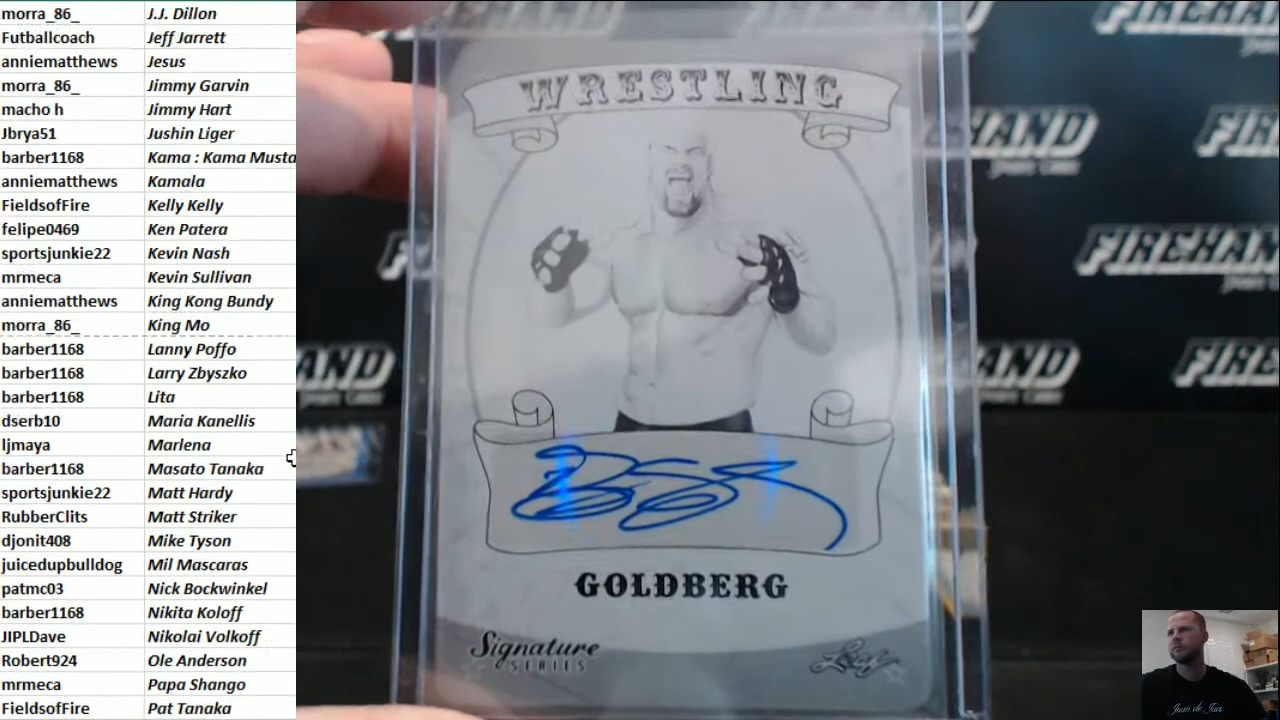 morra_86_ J.J. Dillon
Futballcoach Jeff Jarrett
anniematthews Jesus
morra_86_ Jimmy Garvin
macho h Jimmy Hart
Jbrya51 Jushin Liger
barber1168 Kama : Kama Musta
anniematthews Kamala
FieldsofFire Kelly Kelly
felipe0469 Ken Patera
sportsjunkie22 Kevin Nash
mrmeca Kevin Sullivan
anniematthews King Kong Bundy
morra_86_ King Mo
barber1168 Lanny Poffo
barber1168 Larry Zbyszko
barber1168 Lita
dserb10 Maria Kanellis
ljmaya Marlena
barber1168 Masato Tanaka
sportsjunkie22 Matt Hardy
RubberClits Matt Striker
djonit408 Mike Tyson
juicedupbulldog Mil Mascaras
patmc03 Nick Bockwinkel
barber1168 Nikita Koloff
JIPLDave Nikolai Volkoff
Robert924 Ole Anderson
mrmeca Papa Shango
FieldsofFire Pat Tanaka
WRESTLING
GOLDBERG
Signature
SERIES
Leaf
FIREHAND